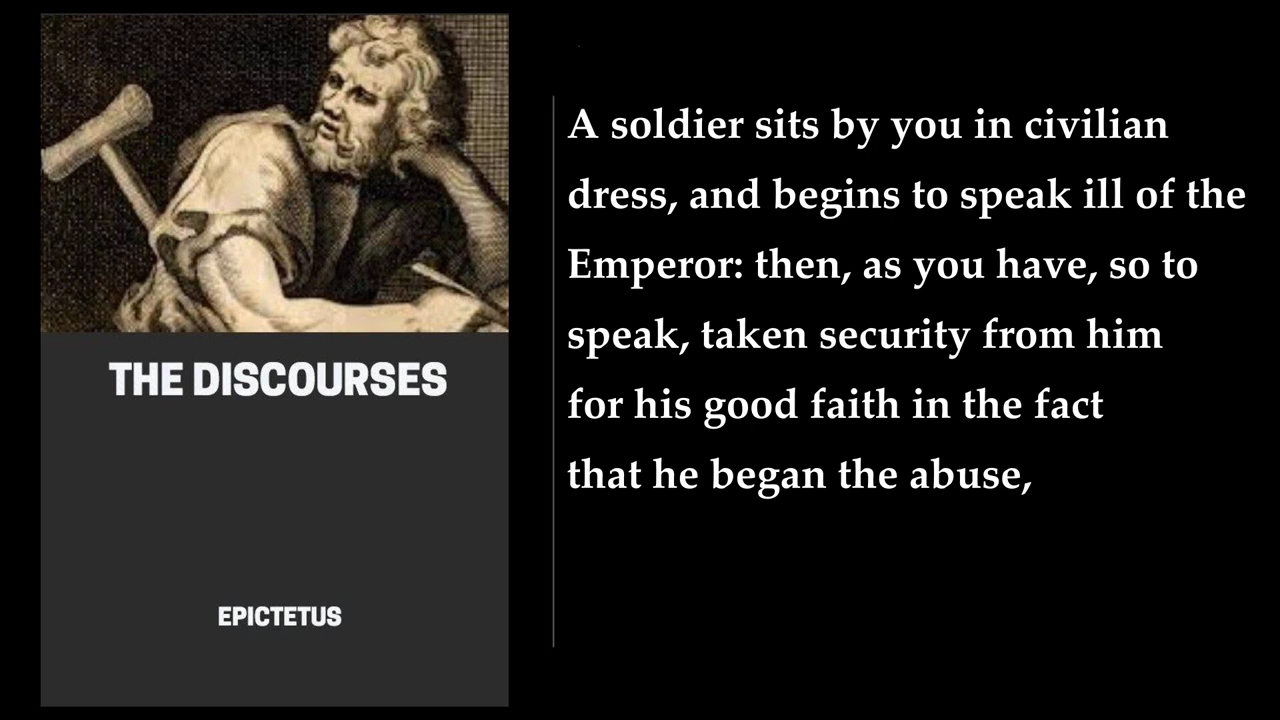 THE DISCOURSES
EPICTETUS
A soldier sits by you in civilian
dress, and begins to speak ill of the
Emperor: then, as you have, so to
speak, taken security from him
for his good faith in the fact
that he began the abuse,